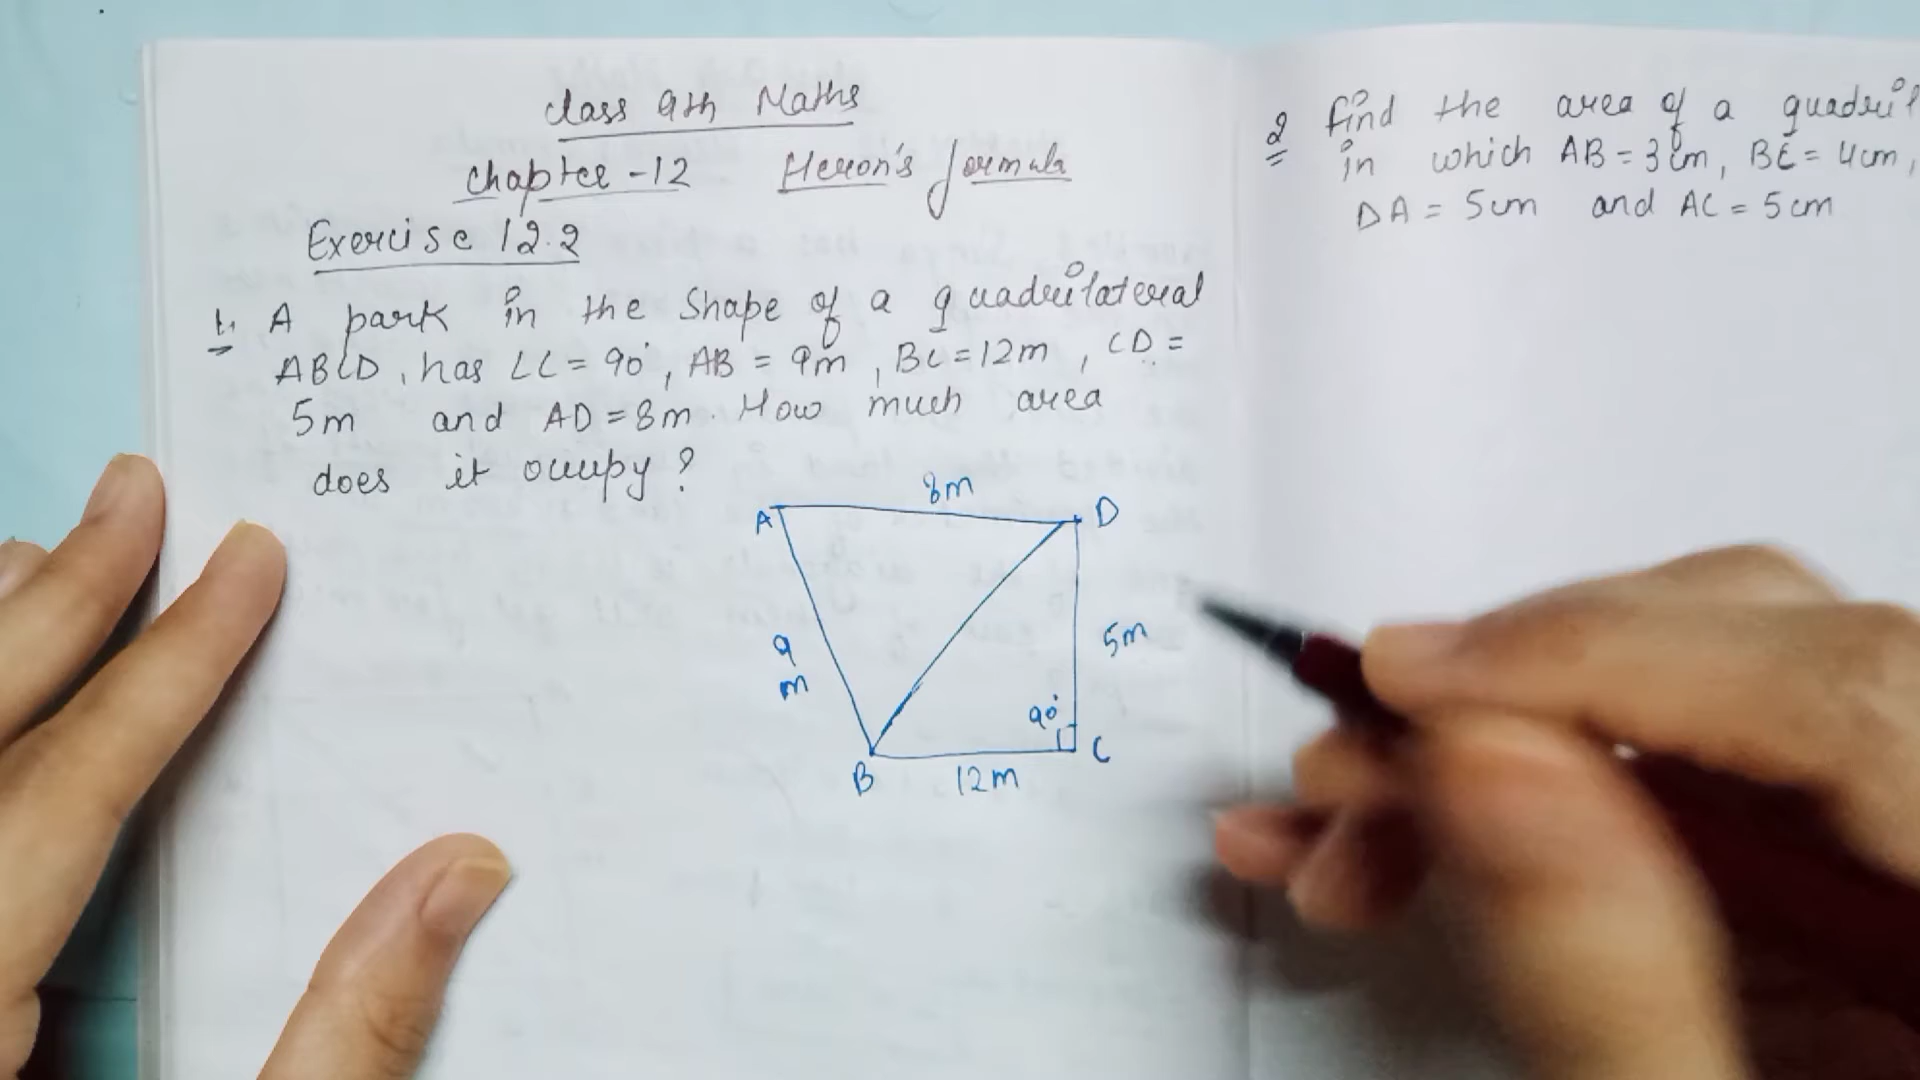 class 9th Maths
Chapter - 12 Heron's formula
Exercise 12.2
1. A park in the Shape of a quadrilateral
ABCD, has ∠C = 90°, AB = 9m, BC = 12m, CD =
5m and AD = 8m. How much area
does it occupy?
8m
A D
9
m
5m
90°
B C
12m
2 find the area of a
in which AB = 3cm, BC = 4cm,
DA = 5cm and AC = 5cm